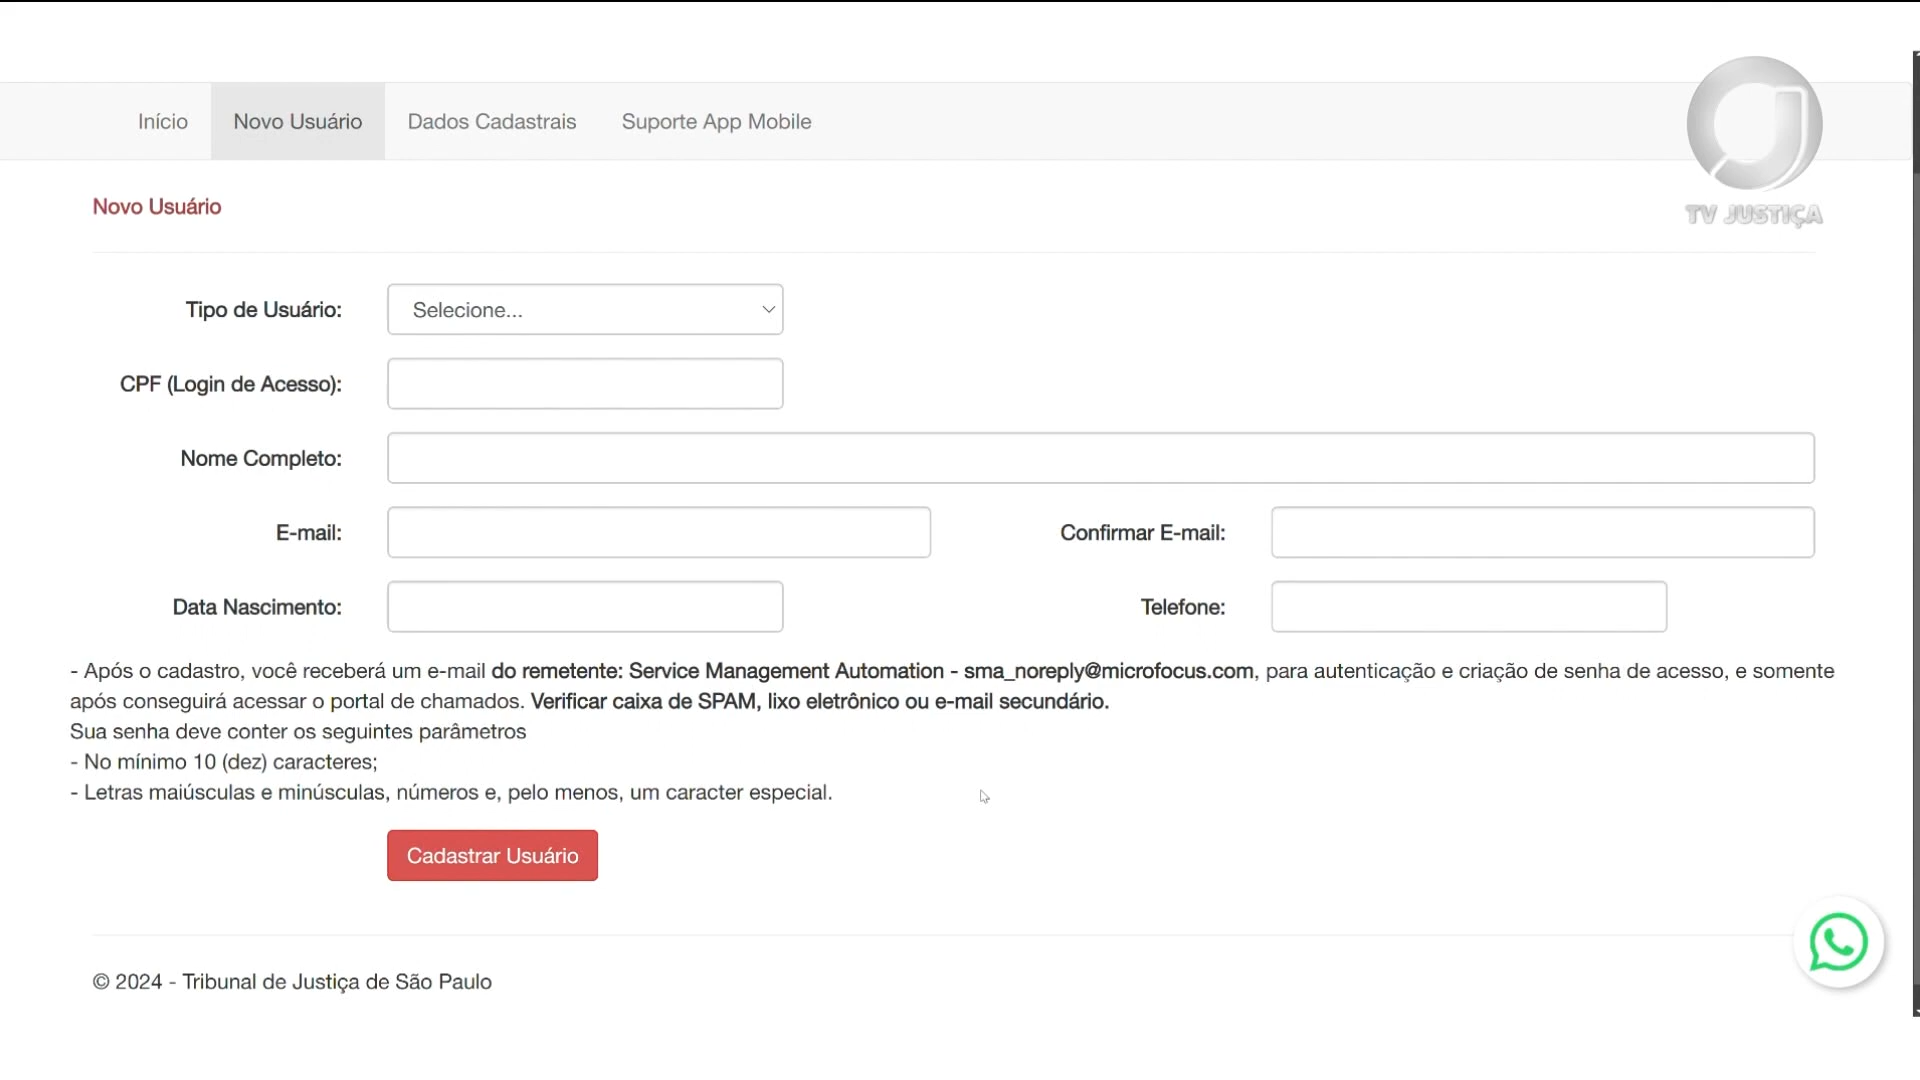 Início Novo Usuário Dados Cadastrais Suporte App Mobile
TV JUSTIÇA
Novo Usuário
Tipo de Usuário: Selecione...
CPF (Login de Acesso):
Nome Completo:
E-mail: Confirmar E-mail:
Data Nascimento: Telefone:
- Após o cadastro, você receberá um e-mail do remetente: Service Management Automation - sma_noreply@microfocus.com, para autenticação e criação de senha de acesso, e somente
após conseguirá acessar o portal de chamados. Verificar caixa de SPAM, lixo eletrônico ou e-mail secundário.
Sua senha deve conter os seguintes parâmetros
- No mínimo 10 (dez) caracteres;
- Letras maiúsculas e minúsculas, números e, pelo menos, um caracter especial.
Cadastrar Usuário
© 2024 - Tribunal de Justiça de São Paulo